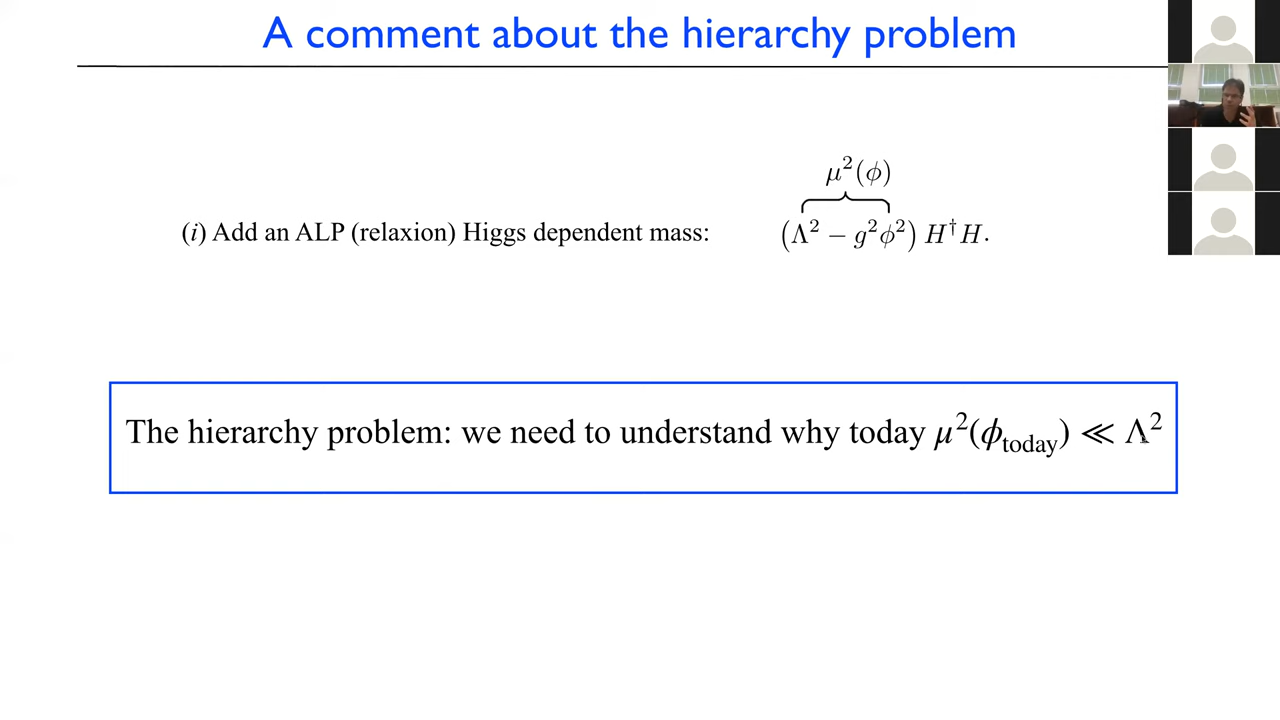 A comment about the hierarchy problem
μ²(ϕ)
(i) Add an ALP (relaxion) Higgs dependent mass: (Λ² − g²ϕ²) H†H.
The hierarchy problem: we need to understand why today μ²(ϕ_today) ≪ Λ²